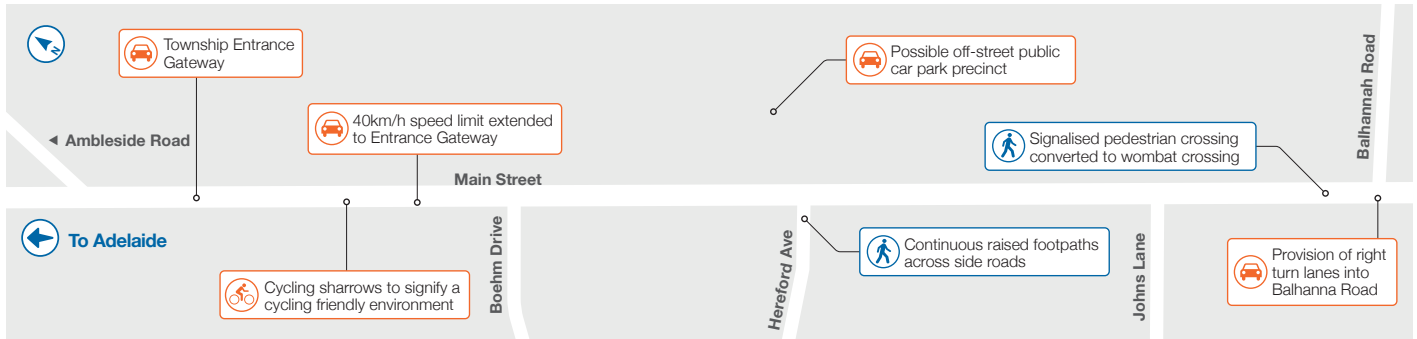 N
Township Entrance
Gateway
Possible off-street public
car park precinct
Balhannah Road
40km/h speed limit extended
to Entrance Gateway
Ambleside Road
Signalised pedestrian crossing
converted to wombat crossing
Main Street
To Adelaide
Boehm Drive
Hereford Ave
Continuous raised footpaths
across side roads
Johns Lane
Provision of right
turn lanes into
Balhanna Road
Cycling sharrows to signify a
cycling friendly environment